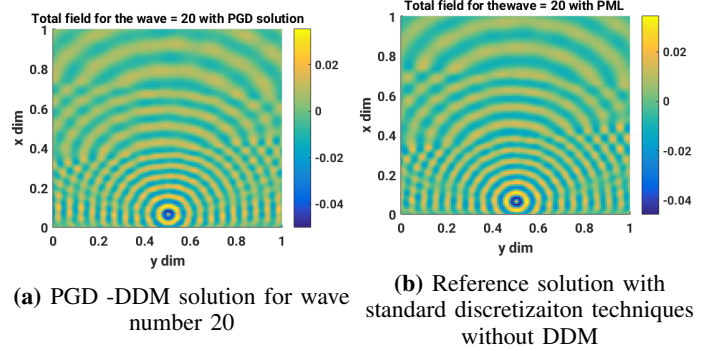 Total field for the wave = 20 with PGD solution
1
0.8
0.6
0.4
0.2
0
x dim
0 0.2 0.4 0.6 0.8 1
y dim
0.02
0
-0.02
-0.04
(a) PGD -DDM solution for wave
number 20
Total field for thewave = 20 with PML
1
0.8
0.6
0.4
0.2
0
x dim
0 0.2 0.4 0.6 0.8 1
y dim
0.02
0
-0.02
-0.04
(b) Reference solution with
standard discretizaiton techniques
without DDM